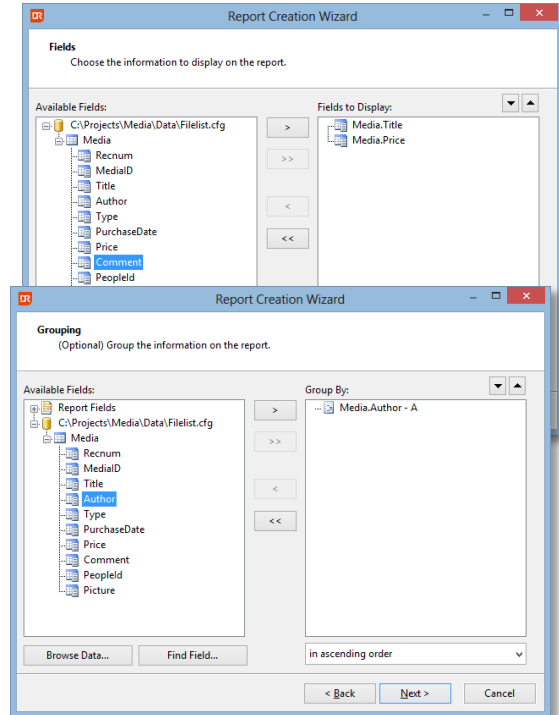 DR Report Creation Wizard
Fields
Choose the information to display on the report.
Available Fields:
Fields to Display:
C:\Projects\Media\Data\Filelist.cfg
Media
Recnum
MediaID
Title
Author
Type
PurchaseDate
Price
Comment
PeopleId
>
>>
<
<<
Media.Title
Media.Price
DR Report Creation Wizard
Grouping
(Optional) Group the information on the report.
Available Fields:
Group By:
Report Fields
C:\Projects\Media\Data\Filelist.cfg
Media
Recnum
MediaID
Title
Author
Type
PurchaseDate
Price
Comment
PeopleId
Picture
>
>>
<
<<
Media.Author - A
Browse Data...
Find Field...
in ascending order
< Back
Next >
Cancel